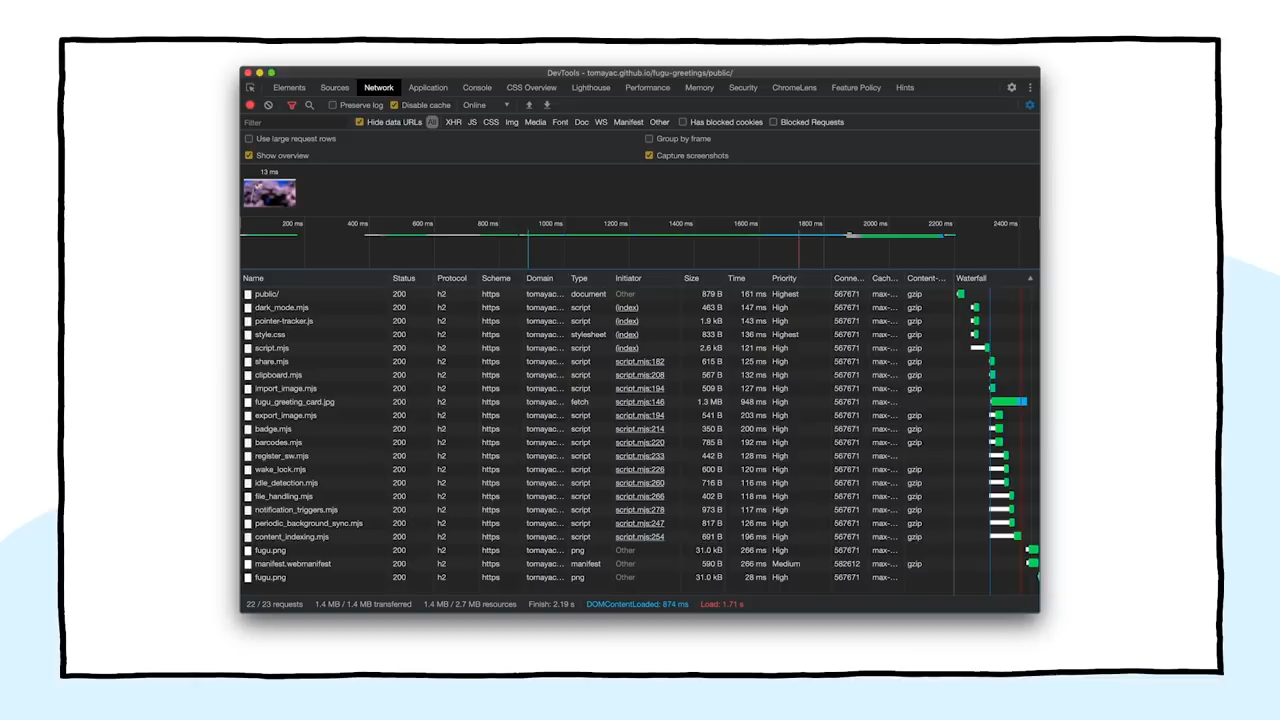 DevTools - tomayac.github.io/fugu-greetings/public/
Elements Sources Network Application Console CSS Overview Lighthouse Performance Memory Security ChromeLens Feature Policy Hints
Preserve log Disable cache Online
Filter Hide data URLs All XHR JS CSS Img Media Font Doc WS Manifest Other Has blocked cookies Blocked Requests
Use large request rows Group by frame
Show overview Capture screenshots
13 ms
200 ms 400 ms 600 ms 800 ms 1000 ms 1200 ms 1400 ms 1600 ms 1800 ms 2000 ms 2200 ms 2400 ms
Name Status Protocol Scheme Domain Type Initiator Size Time Priority Conne... Cach... Content-... Waterfall
public/ 200 h2 https tomayac... document Other 879 B 161 ms Highest 567671 max-... gzip
dark_mode.mjs 200 h2 https tomayac... script (index) 463 B 147 ms High 567671 max-... gzip
pointer-tracker.js 200 h2 https tomayac... script (index) 1.9 kB 143 ms High 567671 max-... gzip
style.css 200 h2 https tomayac... stylesheet (index) 833 B 136 ms Highest 567671 max-... gzip
script.mjs 200 h2 https tomayac... script (index) 2.6 kB 121 ms High 567671 max-... gzip
share.mjs 200 h2 https tomayac... script script.mjs:182 615 B 125 ms High 567671 max-... gzip
clipboard.mjs 200 h2 https tomayac... script script.mjs:208 567 B 132 ms High 567671 max-... gzip
import_image.mjs 200 h2 https tomayac... script script.mjs:194 509 B 127 ms High 567671 max-... gzip
fugu_greeting_card.jpg 200 h2 https tomayac... fetch script.mjs:146 1.3 MB 948 ms High 567671 max-...
export_image.mjs 200 h2 https tomayac... script script.mjs:194 541 B 203 ms High 567671 max-... gzip
badge.mjs 200 h2 https tomayac... script script.mjs:214 350 B 200 ms High 567671 max-... gzip
barcodes.mjs 200 h2 https tomayac... script script.mjs:220 785 B 192 ms High 567671 max-... gzip
register_sw.mjs 200 h2 https tomayac... script script.mjs:233 442 B 128 ms High 567671 max-...
wake_lock.mjs 200 h2 https tomayac... script script.mjs:226 600 B 120 ms High 567671 max-... gzip
idle_detection.mjs 200 h2 https tomayac... script script.mjs:260 716 B 116 ms High 567671 max-... gzip
file_handling.mjs 200 h2 https tomayac... script script.mjs:266 402 B 118 ms High 567671 max-... gzip
notification_triggers.mjs 200 h2 https tomayac... script script.mjs:278 973 B 117 ms High 567671 max-... gzip
periodic_background_sync.mjs 200 h2 https tomayac... script script.mjs:247 817 B 126 ms High 567671 max-... gzip
content_indexing.mjs 200 h2 https tomayac... script script.mjs:254 691 B 196 ms High 567671 max-... gzip
fugu.png 200 h2 https tomayac... png Other 31.0 kB 266 ms High 567671 max-...
manifest.webmanifest 200 h2 https tomayac... manifest Other 590 B 266 ms Medium 582612 max-... gzip
fugu.png 200 h2 https tomayac... png Other 31.0 kB 28 ms High 567671 max-...
22 / 23 requests 1.4 MB / 1.4 MB transferred 1.4 MB / 2.7 MB resources Finish: 2.19 s DOMContentLoaded: 874 ms Load: 1.71 s